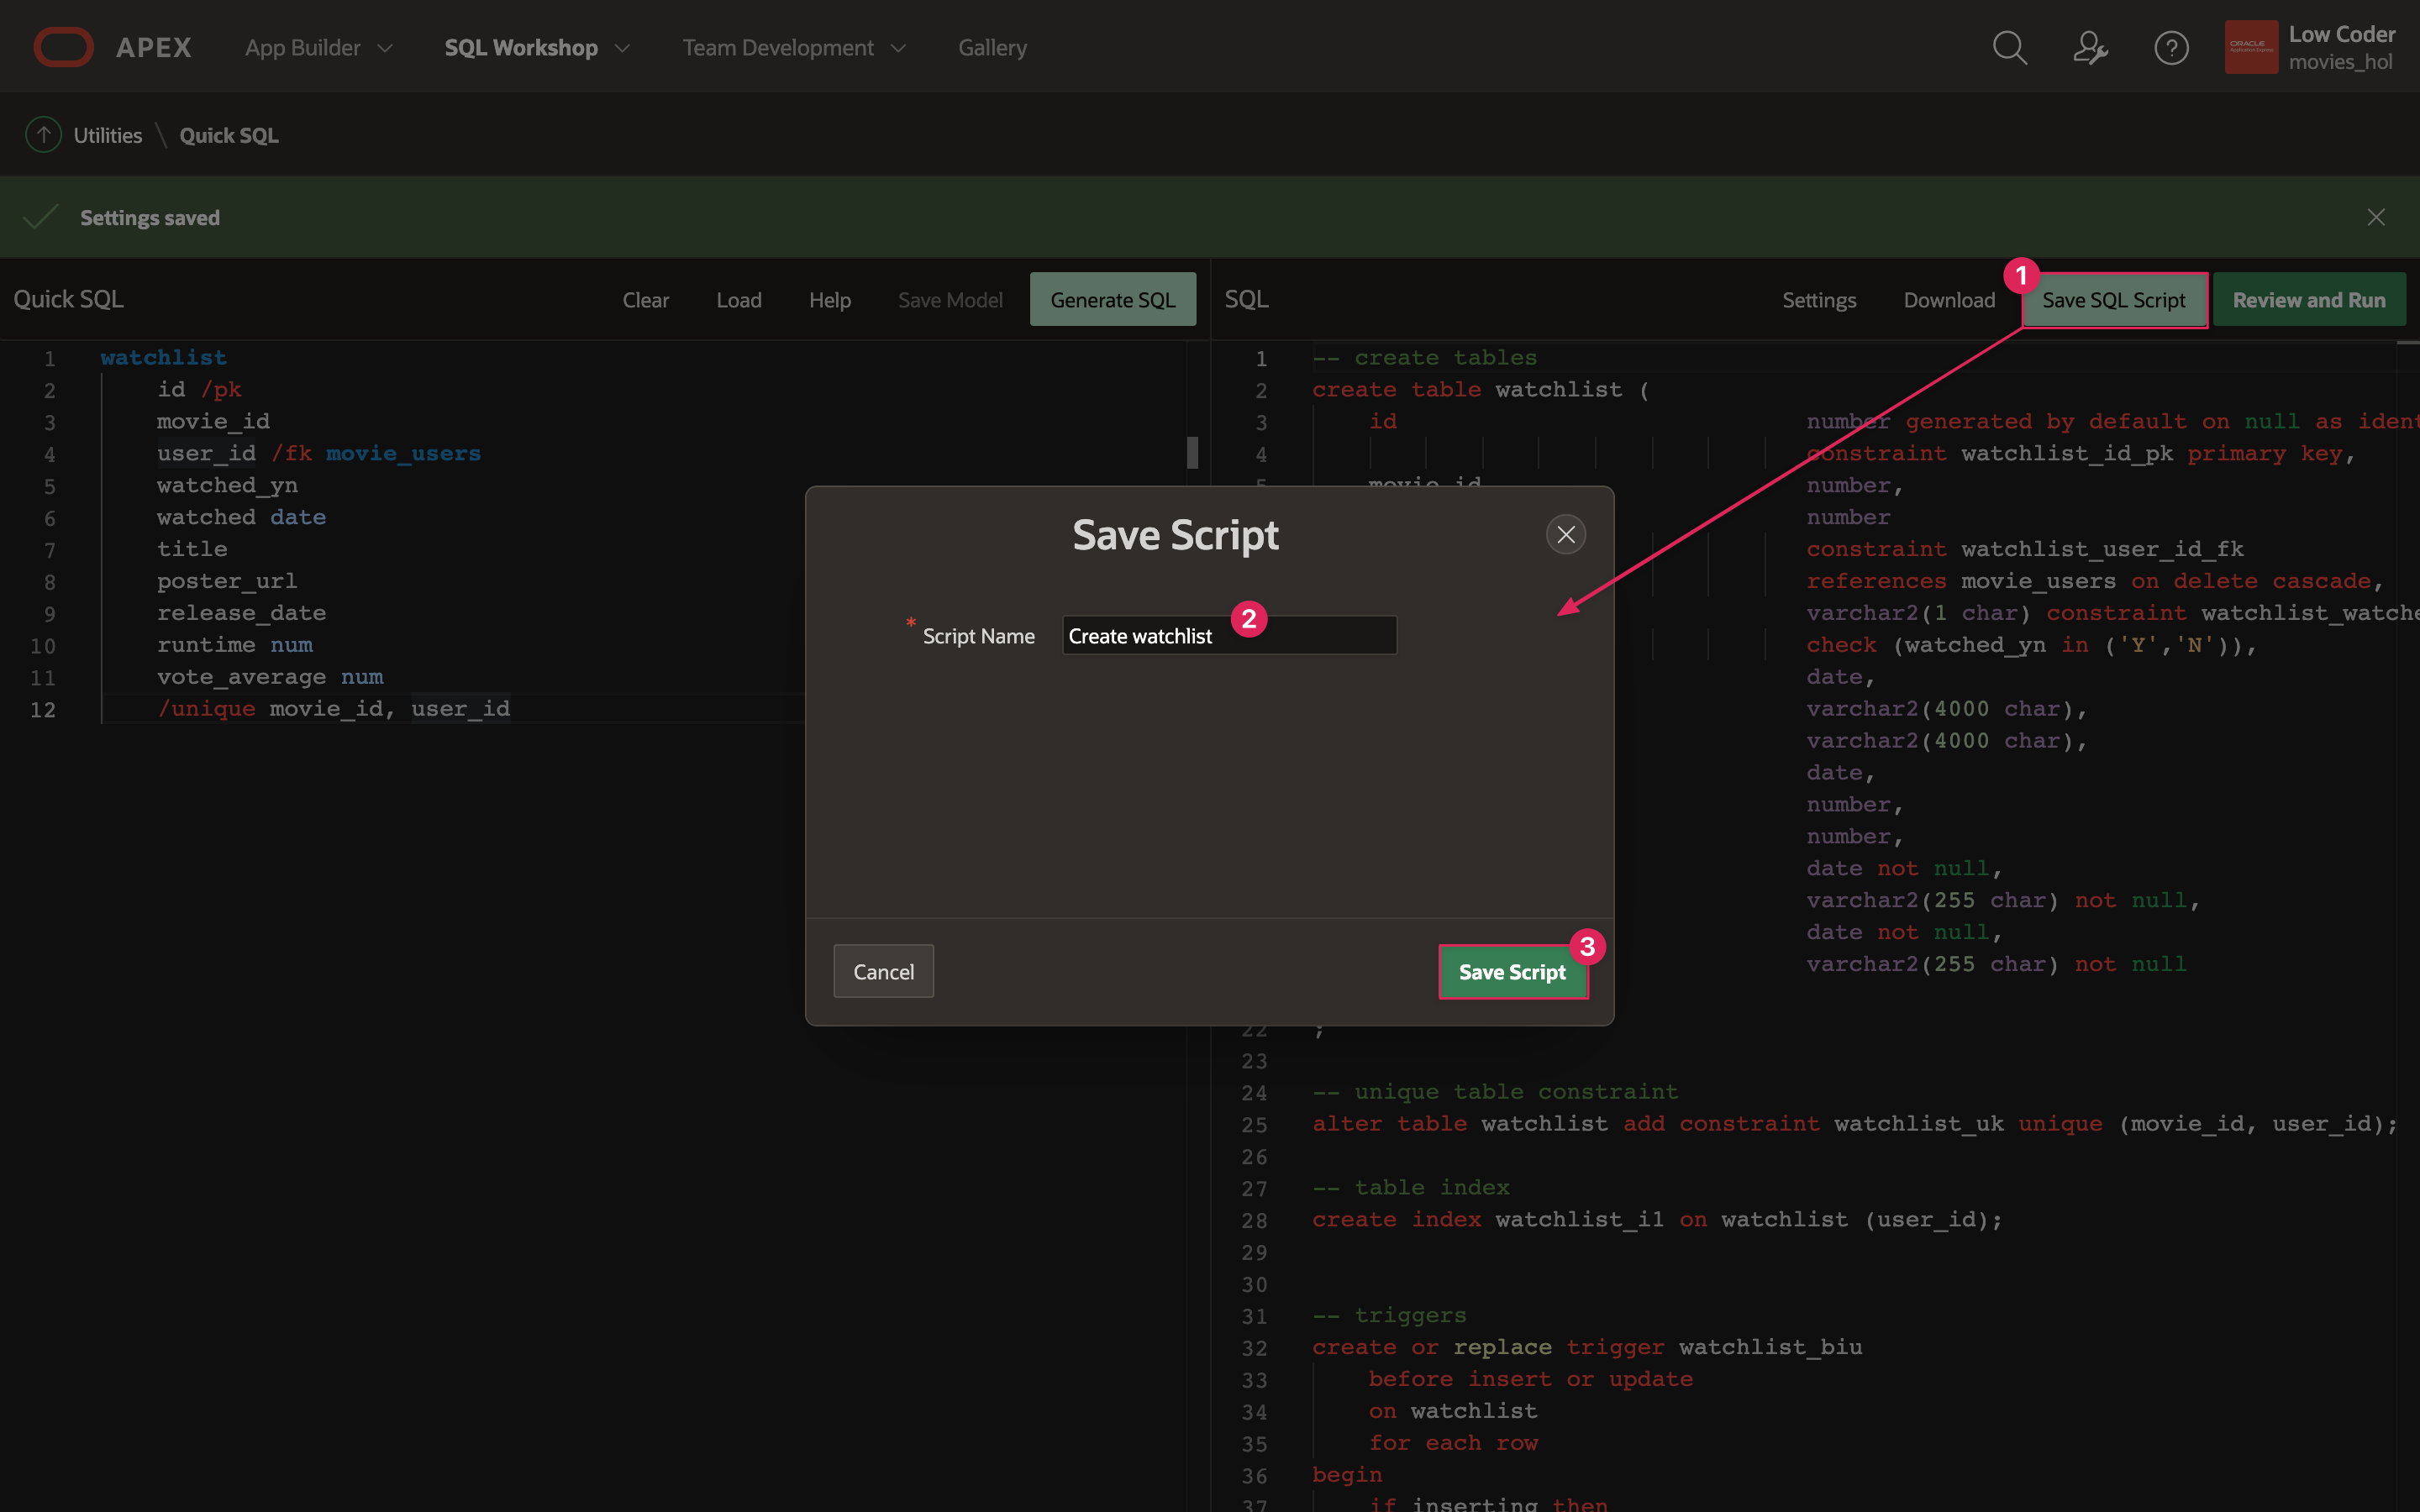 APEX
App Builder
SQL Workshop
Team Development
Gallery
ORACLE
Low Coder
movies_hol
Utilities \ Quick SQL
Settings saved
Quick SQL
Clear
Load
Help
Save Model
Generate SQL
SQL
Settings
Download
1
Save SQL Script
Review and Run
1 watchlist
2 id /pk
3 movie_id
4 user_id /fk movie_users
5 watched_yn
6 watched date
7 title
8 poster_url
9 release_date
10 runtime num
11 vote_average num
12 /unique movie_id, user_id
1 -- create tables
2 create table watchlist (
3 id number generated by default on null as ident
4 constraint watchlist_id_pk primary key,
5 movie_id number,
number
constraint watchlist_user_id_fk
references movie_users on delete cascade,
varchar2(1 char) constraint watchlist_watche
check (watched_yn in ('Y','N')),
date,
varchar2(4000 char),
varchar2(4000 char),
date,
number,
number,
date not null,
varchar2(255 char) not null,
date not null,
varchar2(255 char) not null
22 ;
23
24 -- unique table constraint
25 alter table watchlist add constraint watchlist_uk unique (movie_id, user_id);
26
27 -- table index
28 create index watchlist_i1 on watchlist (user_id);
29
30
31 -- triggers
32 create or replace trigger watchlist_biu
33 before insert or update
34 on watchlist
35 for each row
36 begin
37 if inserting then
Save Script
* Script Name
Create watchlist
2
Cancel
Save Script
3